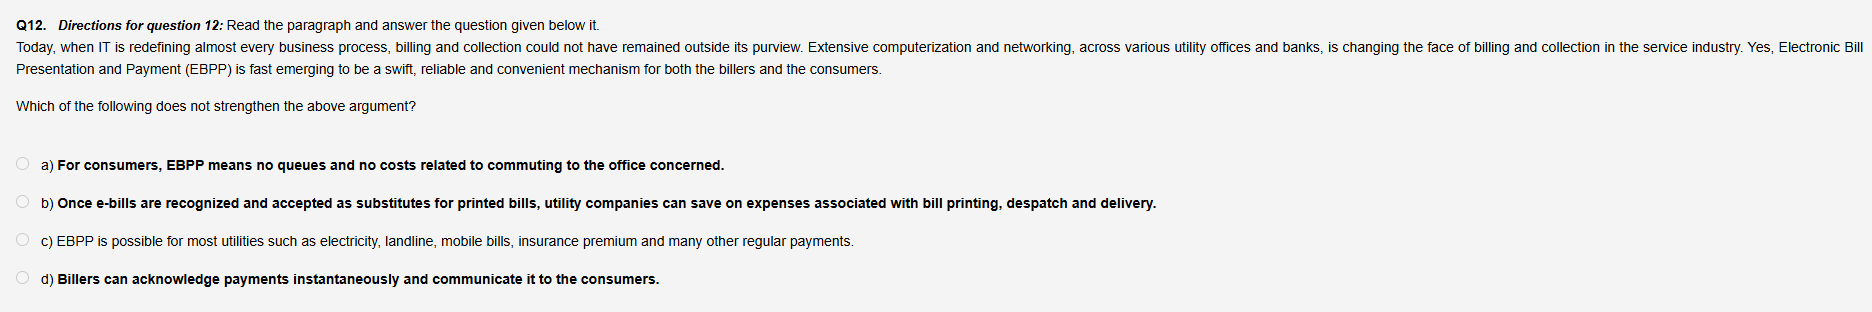 Q12. Directions for question 12: Read the paragraph and answer the question given below it.
Today, when IT is redefining almost every business process, billing and collection could not have remained outside its purview. Extensive computerization and networking, across various utility offices and banks, is changing the face of billing and collection in the service industry. Yes, Electronic Bill
Presentation and Payment (EBPP) is fast emerging to be a swift, reliable and convenient mechanism for both the billers and the consumers.
Which of the following does not strengthen the above argument?
a) For consumers, EBPP means no queues and no costs related to commuting to the office concerned.
b) Once e-bills are recognized and accepted as substitutes for printed bills, utility companies can save on expenses associated with bill printing, despatch and delivery.
c) EBPP is possible for most utilities such as electricity, landline, mobile bills, insurance premium and many other regular payments.
d) Billers can acknowledge payments instantaneously and communicate it to the consumers.